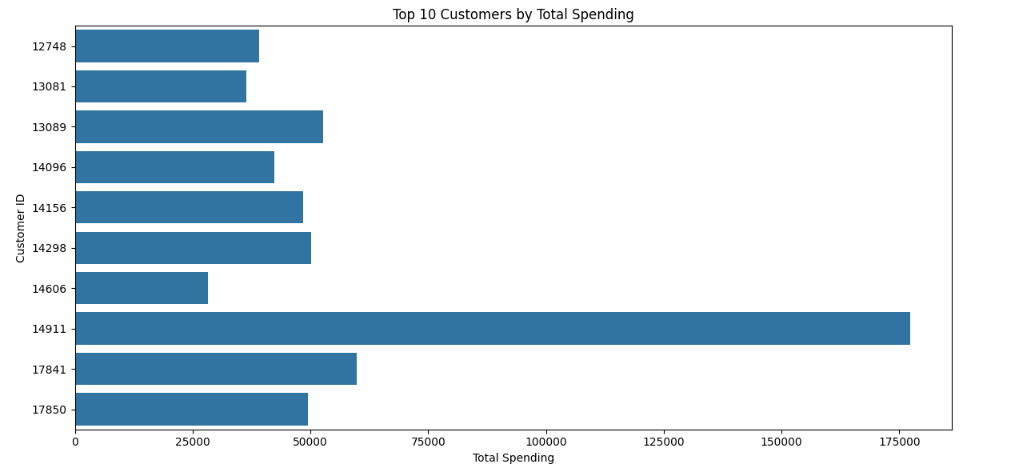 Top 10 Customers by Total Spending
Customer ID
12748
13081
13089
14096
14156
14298
14606
14911
17841
17850
0 25000 50000 75000 100000 125000 150000 175000
Total Spending